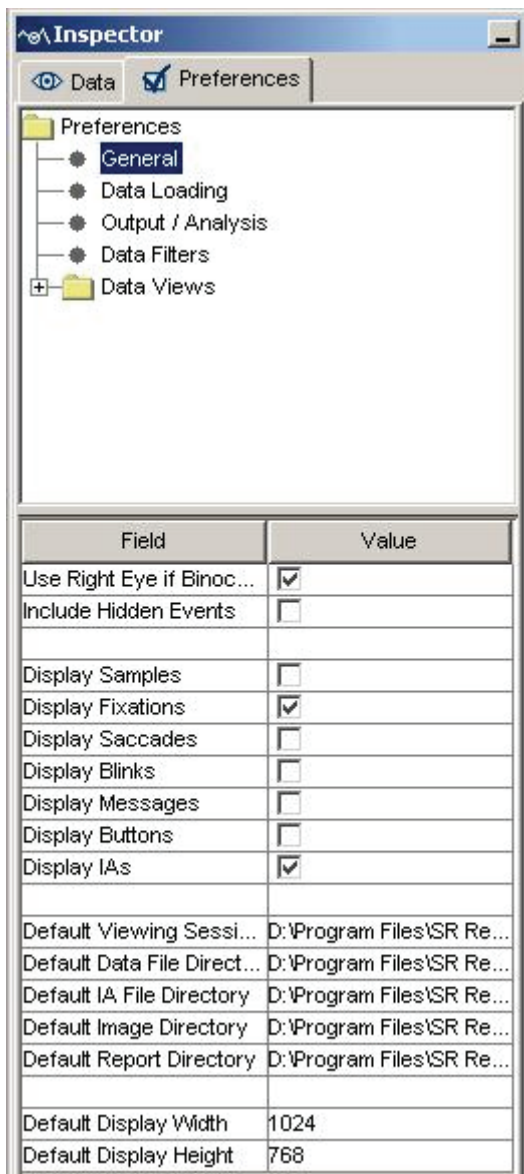 Inspector
Data Preferences
Preferences
General
Data Loading
Output / Analysis
Data Filters
Data Views
Field Value
Use Right Eye if Binoc...
Include Hidden Events
Display Samples
Display Fixations
Display Saccades
Display Blinks
Display Messages
Display Buttons
Display IAs
Default Viewing Sessi... D:\Program Files\SR Re...
Default Data File Direct... D:\Program Files\SR Re...
Default IA File Directory D:\Program Files\SR Re...
Default Image Directory D:\Program Files\SR Re...
Default Report Directory D:\Program Files\SR Re...
Default Display Width 1024
Default Display Height 768